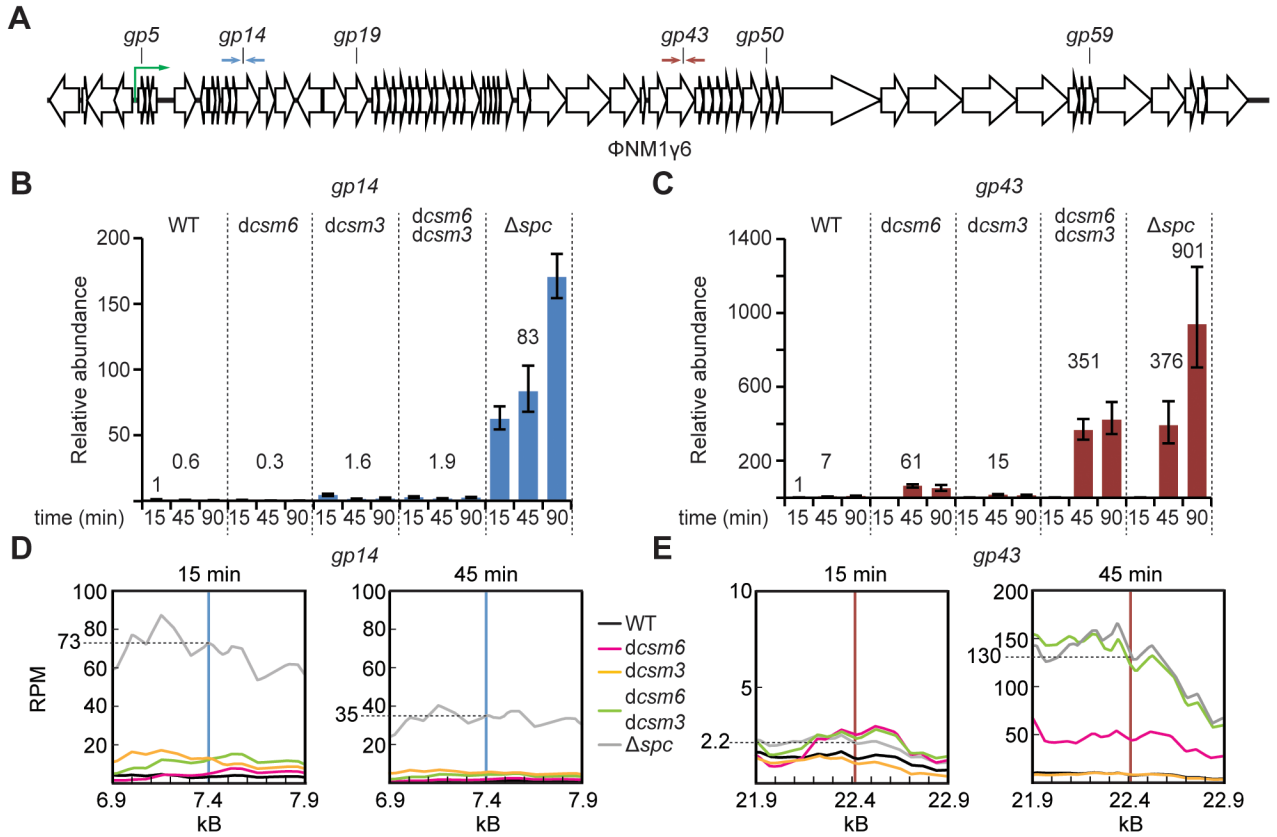 A
gp5 gp14 gp19 gp43 gp50 gp59
ΦNM1γ6
B
gp14
WT dcsm6 dcsm3 dcsm6 dcsm3 Δspc
Relative abundance
200
150
100
50
1 0.6 0.3 1.6 1.9 83
time (min) 15 45 90 15 45 90 15 45 90 15 45 90 15 45 90
C
gp43
WT dcsm6 dcsm3 dcsm6 dcsm3 Δspc
Relative abundance
1400
1000
600
200
1 7 61 15 351 376 901
time (min) 15 45 90 15 45 90 15 45 90 15 45 90 15 45 90
D
gp14
15 min
RPM
100
80
73
60
40
20
6.9 7.4 7.9
kB
45 min
100
80
60
40
35
20
6.9 7.4 7.9
kB
WT
dcsm6
dcsm3
dcsm6
dcsm3
Δspc
E
gp43
15 min
10
5
2.2
21.9 22.4 22.9
kB
45 min
200
150
130
100
50
21.9 22.4 22.9
kB